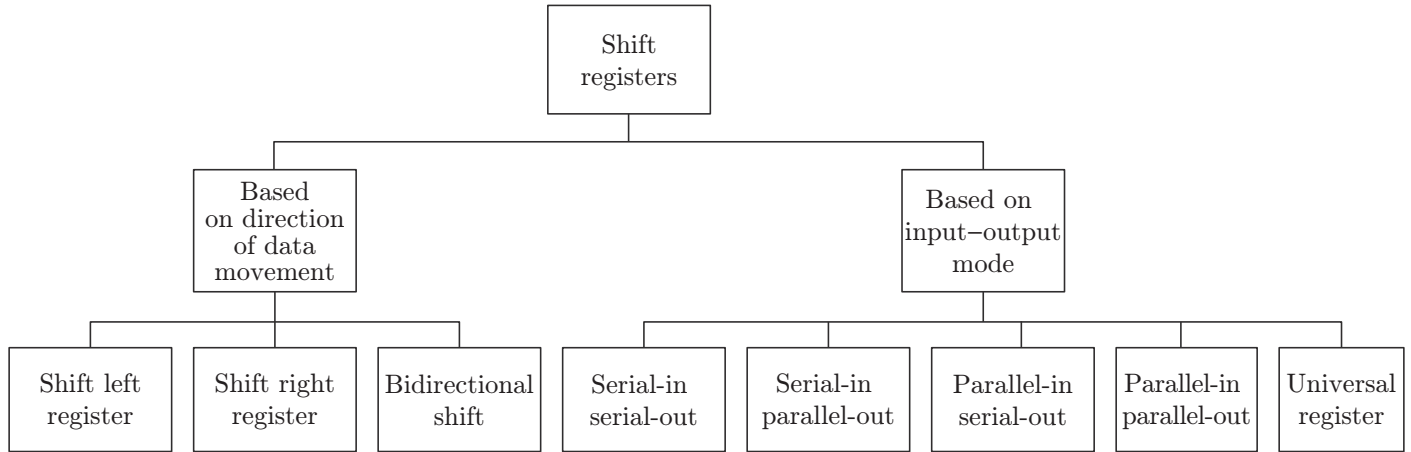 Shift
registers
Based
on direction
of data
movement
Based on
input–output
mode
Shift left
register
Shift right
register
Bidirectional
shift
Serial-in
serial-out
Serial-in
parallel-out
Parallel-in
serial-out
Parallel-in
parallel-out
Universal
register